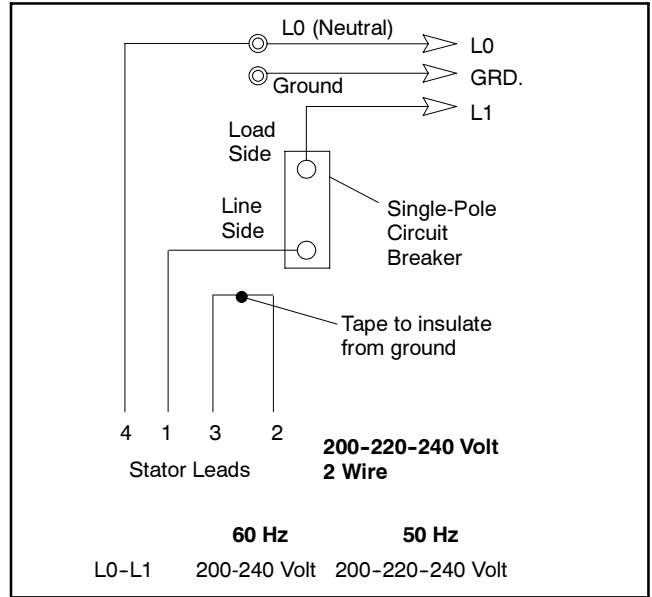 L0 (Neutral)
L0
Ground
GRD.
L1
Load
Side
Line
Side
Single-Pole
Circuit
Breaker
Tape to insulate
from ground
4 1 3 2
Stator Leads
200-220-240 Volt
2 Wire
60 Hz 50 Hz
L0-L1 200-240 Volt 200-220-240 Volt